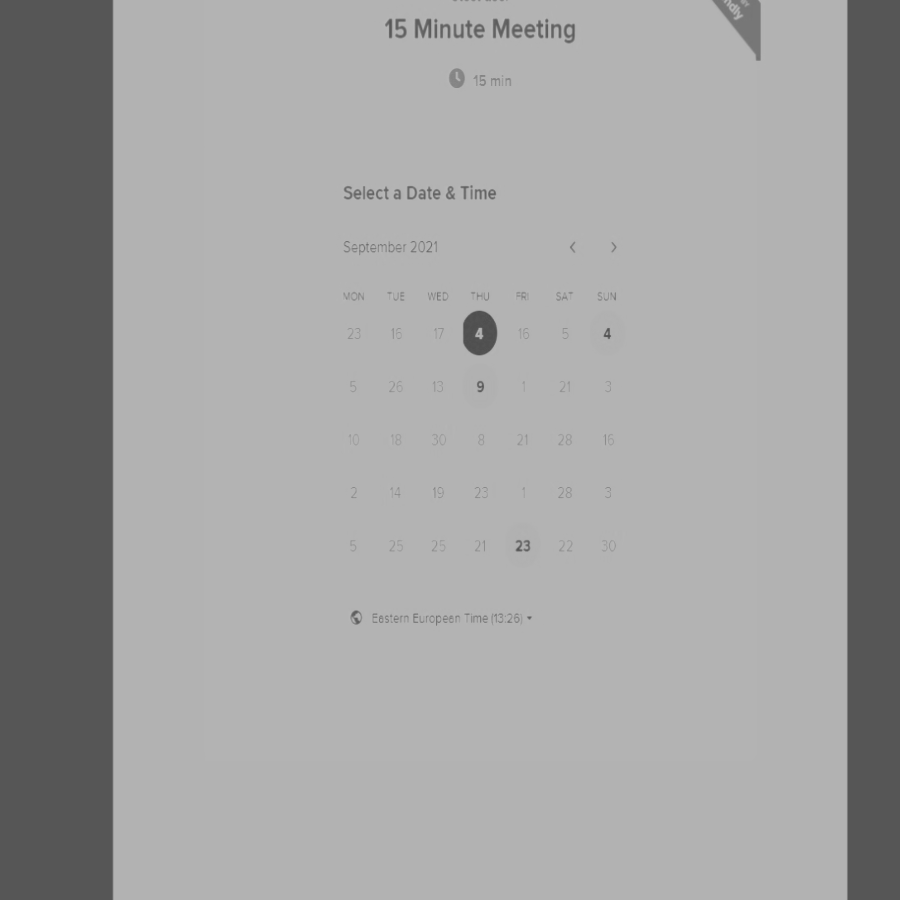 15 Minute Meeting
15 min
Select a Date & Time
September 2021
MON TUE WED THU FRI SAT SUN
23 16 17 4 16 5 4
5 26 13 9 1 21 3
10 18 30 8 21 28 16
2 14 19 23 1 28 3
5 25 25 21 23 22 30
Eastern European Time (13:26)